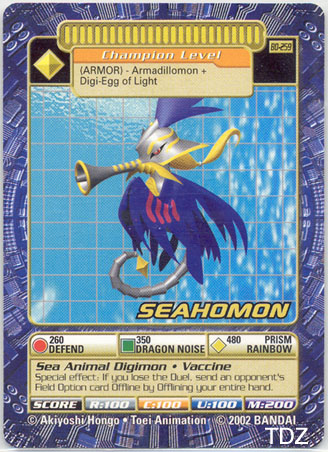 Champion Level
BO-259
(ARMOR) - Armadillomon +
Digi-Egg of Light
SEAHOMON
260 DEFEND
350 DRAGON NOISE
480 PRISM RAINBOW
Sea Animal Digimon • Vaccine
Special effect: If you lose the Duel, send an opponent's
Field Option card Offline by Offlining your entire hand.
SCORE R:100 C:100 U:100 M:200
© Akiyoshi Hongo • Toei Animation © 2002 BANDAI
TDZ